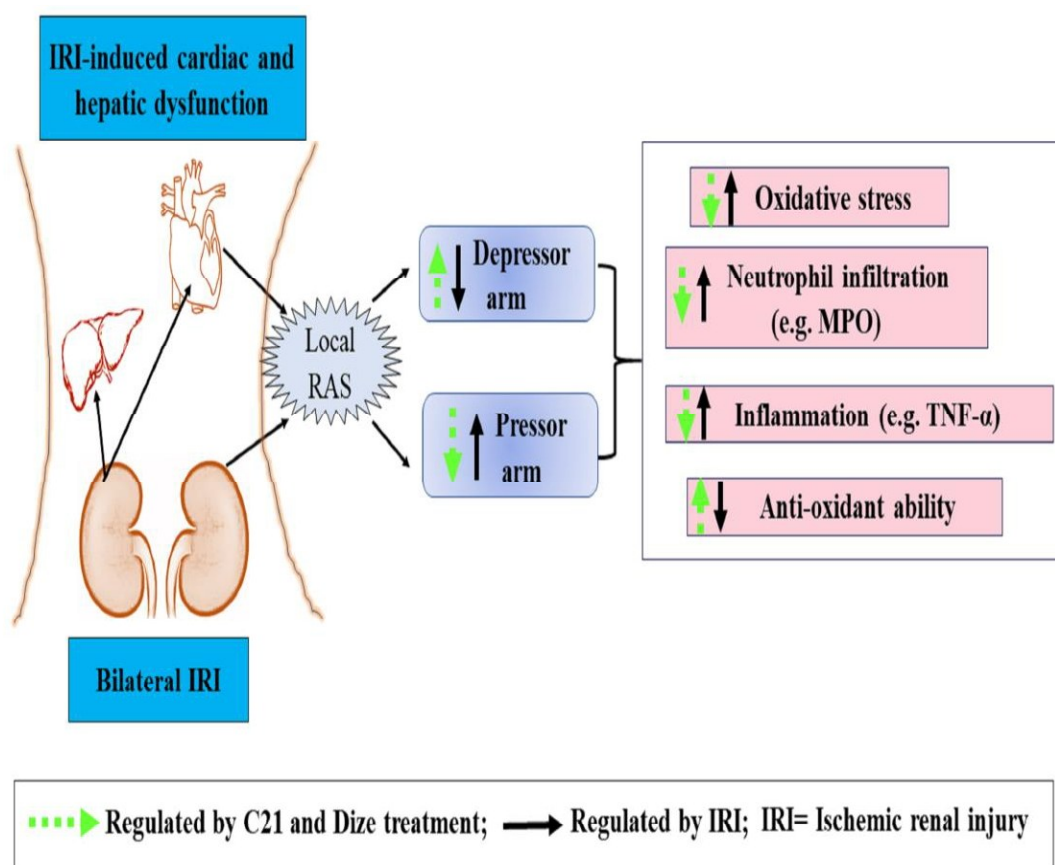 IRI-induced cardiac and
hepatic dysfunction
Local
RAS
Depressor
arm
Pressor
arm
Oxidative stress
Neutrophil infiltration
(e.g. MPO)
Inflammation (e.g. TNF-α)
Anti-oxidant ability
Bilateral IRI
Regulated by C21 and Dize treatment; Regulated by IRI; IRI= Ischemic renal injury